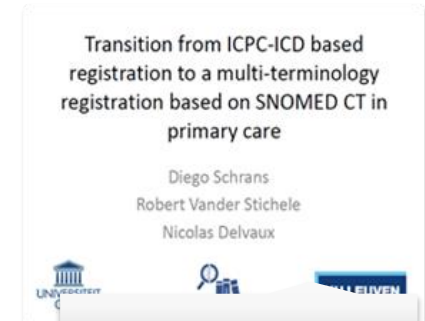 Transition from ICPC-ICD based
registration to a multi-terminology
registration based on SNOMED CT in
primary care
Diego Schrans
Robert Vander Stichele
Nicolas Delvaux